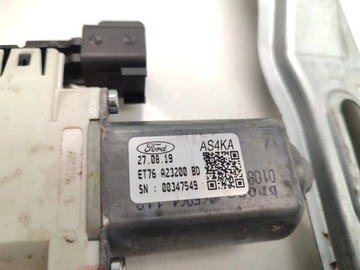 Ford AS4KA
27.08.19
ET76 A23200 BD
SN : 00347549